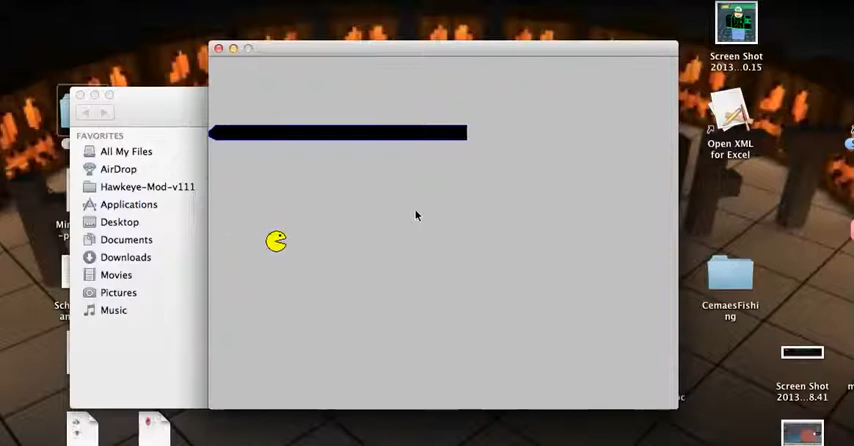 FAVORITES
All My Files
AirDrop
Hawkeye-Mod-v111
Applications
Desktop
Documents
Downloads
Movies
Pictures
Music
Screen Shot
2013...0.15
Open XML
for Excel
CemaesFishi
ng
Screen Shot
2013...8.41